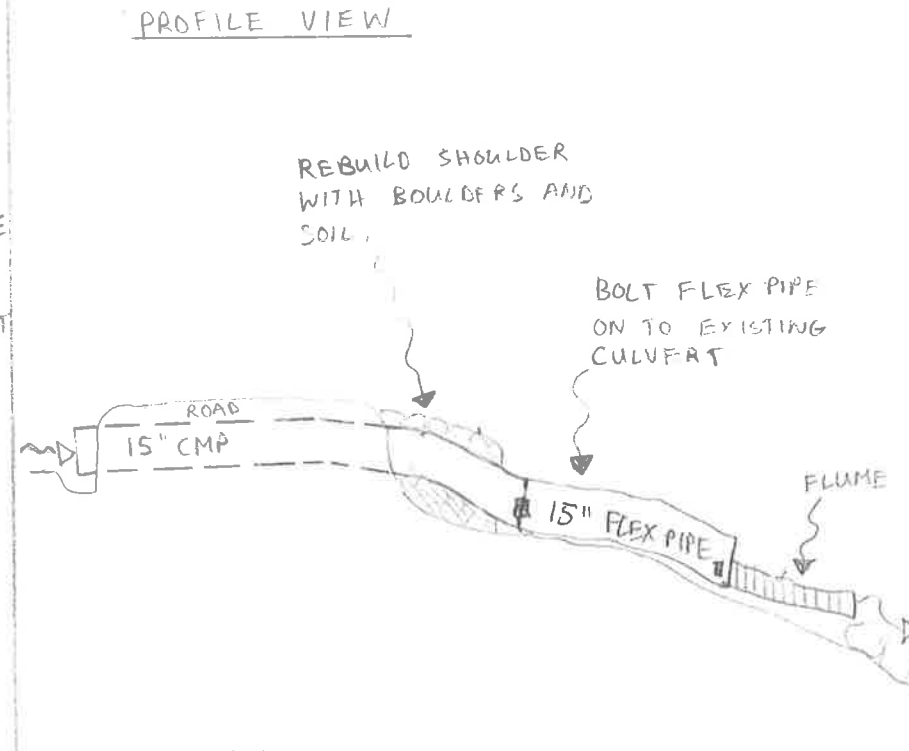 PROFILE VIEW
REBUILD SHOULDER
WITH BOULDERS AND
SOIL.
BOLT FLEX PIPE
ON TO EXISTING
CULVERT
ROAD
15" CMP
FLUME
15" FLEX PIPE